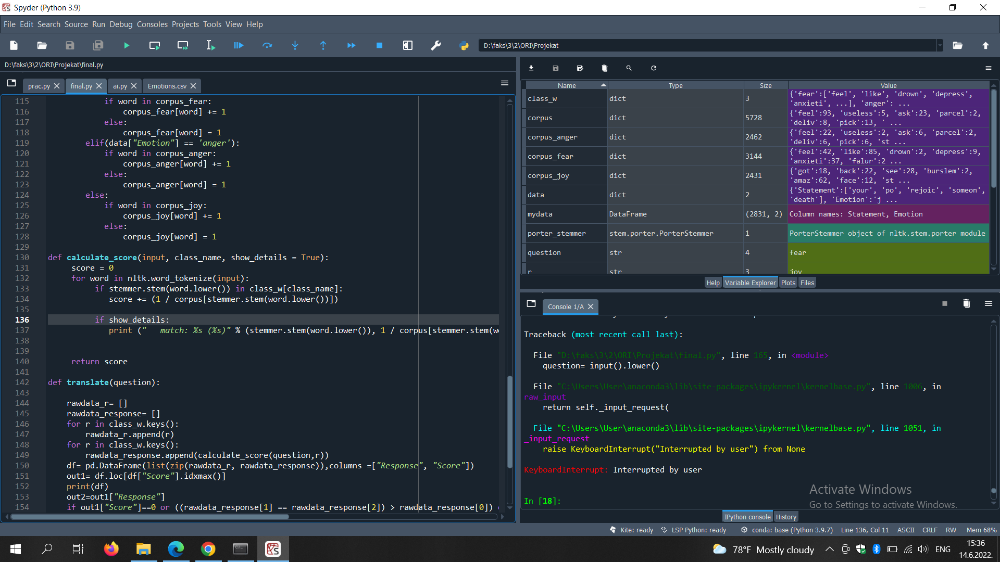 Spyder (Python 3.9)
File Edit Search Source Run Debug Consoles Projects Tools View Help
D:\faks\3\2\ORI\Projekat
D:\faks\3\2\ORI\Projekat\final.py
prac.py final.py ai.py Emotions.csv
115 if word in corpus_fear:
116 corpus_fear[word] += 1
117 else:
118 corpus_fear[word] = 1
119 elif(data["Emotion"] == 'anger'):
120 if word in corpus_anger:
121 corpus_anger[word] += 1
122 else:
123 corpus_anger[word] = 1
124 else:
125 if word in corpus_joy:
126 corpus_joy[word] += 1
127 else:
128 corpus_joy[word] = 1
129
130 def calculate_score(input, class_name, show_details = True):
131 score = 0
132 for word in nltk.word_tokenize(input):
133 if stemmer.stem(word.lower()) in class_w[class_name]:
134 score += (1 / corpus[stemmer.stem(word.lower())])
135
136 if show_details:
137 print ("   match: %s (%s)" % (stemmer.stem(word.lower()), 1 / corpus[stemmer.stem(w
138
139
140 return score
141
142 def translate(question):
143
144 rawdata_r= []
145 rawdata_response= []
146 for r in class_w.keys():
147 rawdata_r.append(r)
148 for r in class_w.keys():
149 rawdata_response.append(calculate_score(question,r))
150 df= pd.DataFrame(list(zip(rawdata_r, rawdata_response)),columns =["Response", "Score"])
151 out1= df.loc[df["Score"].idxmax()]
152 print(df)
153 out2=out1["Response"]
154 if out1["Score"]==0 or ((rawdata_response[1] == rawdata_response[2]) > rawdata_response[0])
Name Type Size Value
class_w dict 3 {'fear':['feel', 'like', 'drown', 'depress',
'anxieti', ...], 'anger': ...
corpus dict 5728 {'feel':93, 'useless':5, 'ask':23, 'parcel':2,
'deliv':8, 'pick':13, ' ...
corpus_anger dict 2462 {'feel':22, 'useless':2, 'ask':6, 'parcel':2,
'deliv':6, 'pick':6, 'st ...
corpus_fear dict 3144 {'feel':42, 'like':85, 'drown':2, 'depress':9,
'anxieti':37, 'falur':2 ...
corpus_joy dict 2431 {'got':18, 'back':22, 'see':28, 'burslem':2,
'amaz':62, 'face':12, 'st ...
data dict 2 {'Statement':['your', 'po', 'rejoic', 'someon',
'death'], 'Emotion':'j ...
mydata DataFrame (2831, 2) Column names: Statement, Emotion
porter_stemmer stem.porter.PorterStemmer 1 PorterStemmer object of nltk.stem.porter module
question str 4 fear
r str 3 joy
Help Variable Explorer Plots Files
Console 1/A
Traceback (most recent call last):
File "D:\faks\3\2\ORI\Projekat\final.py", line 165, in <module>
question= input().lower()
File "C:\Users\User\anaconda3\lib\site-packages\ipykernel\kernelbase.py", line 1006, in
raw_input
return self._input_request(
File "C:\Users\User\anaconda3\lib\site-packages\ipykernel\kernelbase.py", line 1051, in
_input_request
raise KeyboardInterrupt("Interrupted by user") from None
KeyboardInterrupt: Interrupted by user
In [18]:
Activate Windows
Go to Settings to activate Windows.
IPython console History
Kite: ready LSP Python: ready conda: base (Python 3.9.7) Line 136, Col 11 ASCII CRLF RW Mem 68%
78°F Mostly cloudy ENG 15:36
14.6.2022.